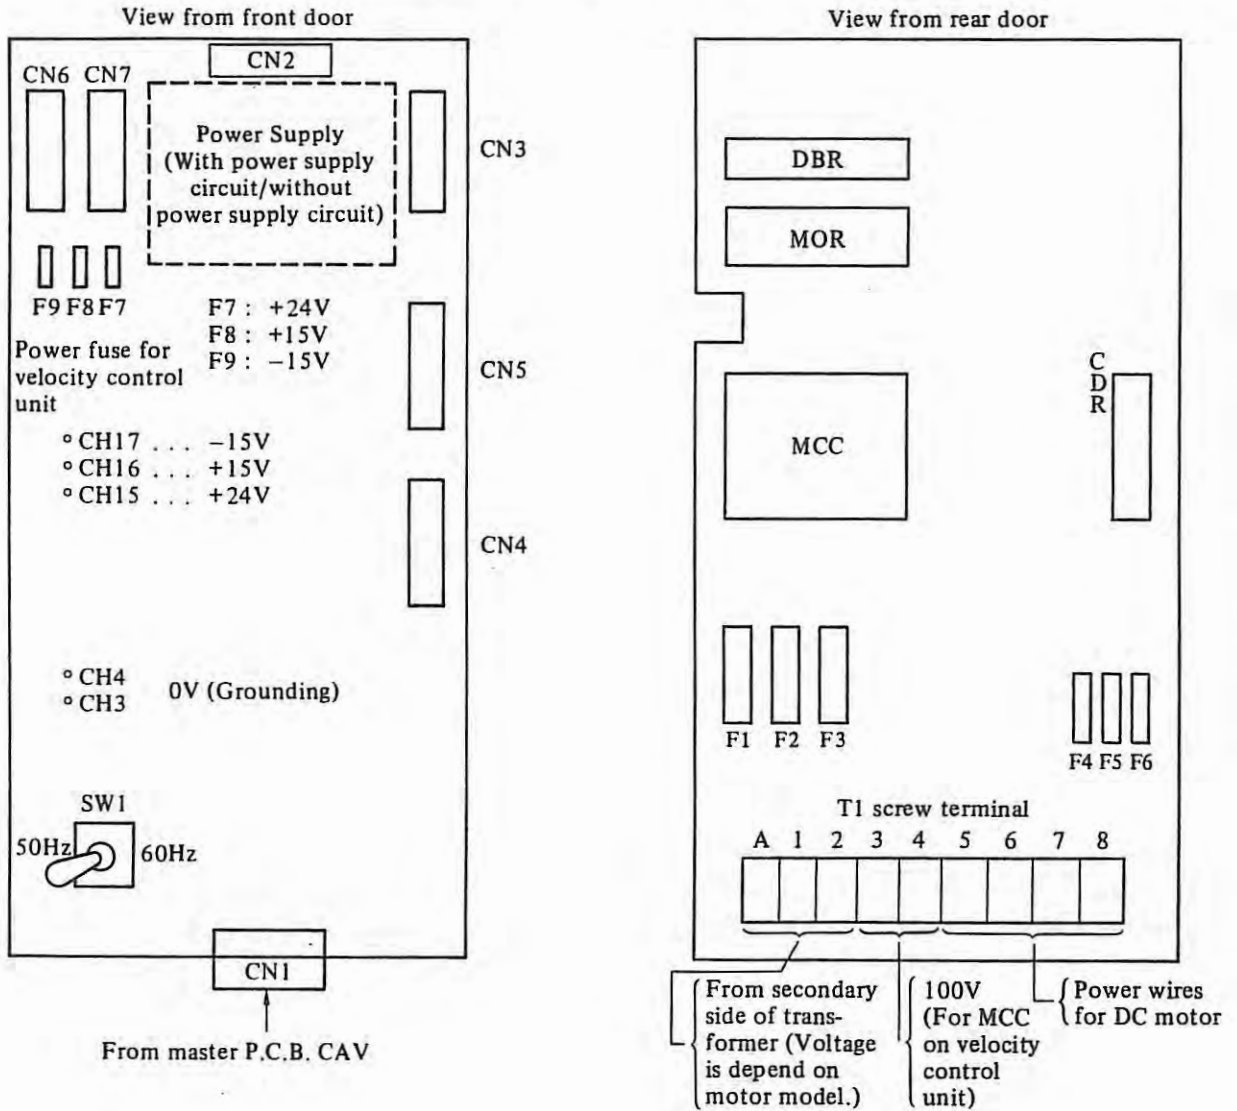 View from front door
CN2
CN6 CN7
Power Supply
(With power supply
circuit/without
power supply circuit)
CN3
F9 F8 F7
F7 : +24V
F8 : +15V
F9 : −15V
Power fuse for
velocity control
unit
CN5
CH17 ... −15V
CH16 ... +15V
CH15 ... +24V
CN4
CH4
CH3
0V (Grounding)
SW1
50Hz
60Hz
CN1
From master P.C.B. CAV
View from rear door
DBR
MOR
MCC
C
D
R
F1 F2 F3
F4 F5 F6
T1 screw terminal
A 1 2 3 4 5 6 7 8
From secondary
side of trans-
former (Voltage
is depend on
motor model.)
100V
(For MCC
on velocity
control
unit)
Power wires
for DC motor